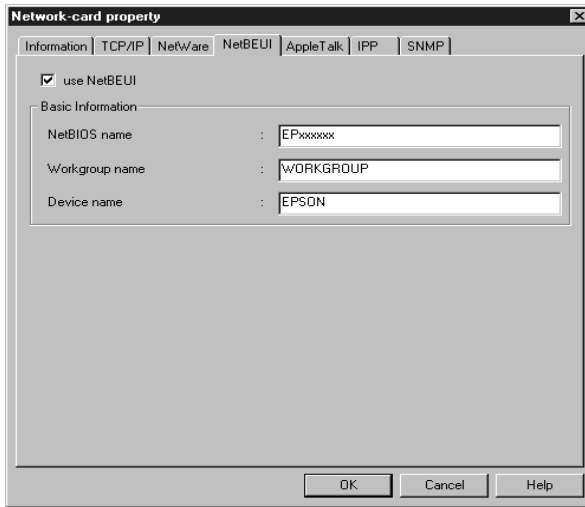 Network-card property
Information TCP/IP NetWare NetBEUI AppleTalk IPP SNMP
use NetBEUI
Basic Information
NetBIOS name : EPxxxxxx
Workgroup name : WORKGROUP
Device name : EPSON
OK Cancel Help